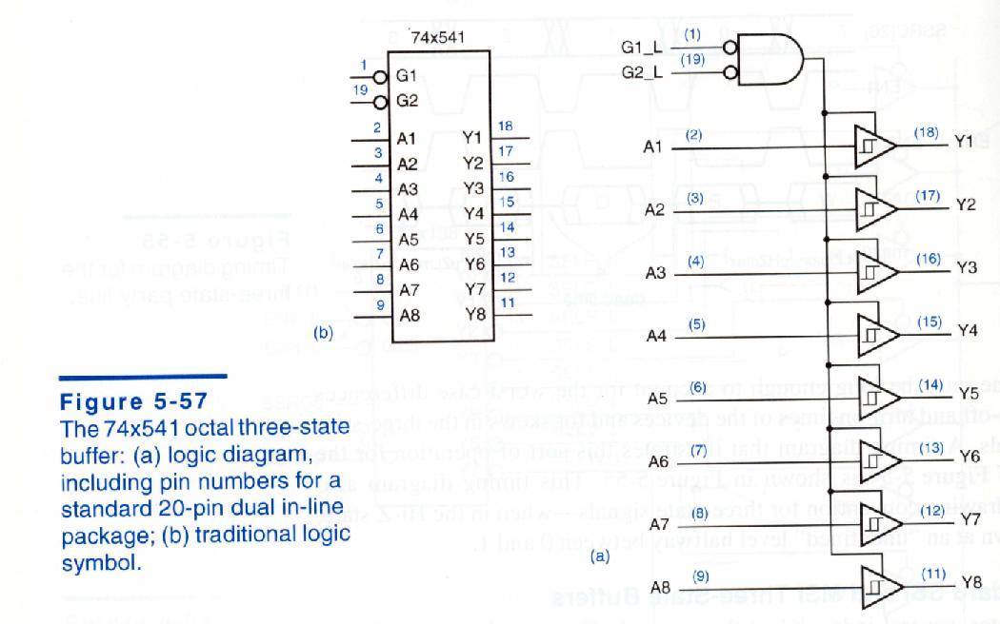 74x541
1
G1
19
G2
2
A1
Y1
18
3
A2
Y2
17
4
A3
Y3
16
5
A4
Y4
15
6
A5
Y5
14
7
A6
Y6
13
8
A7
Y7
12
9
A8
Y8
11
(b)
Figure 5-57
The 74x541 octal three-state
buffer: (a) logic diagram,
including pin numbers for a
standard 20-pin dual in-line
package; (b) traditional logic
symbol.
G1_L
(1)
G2_L
(19)
A1
(2)
(18)
Y1
A2
(3)
(17)
Y2
A3
(4)
(16)
Y3
A4
(5)
(15)
Y4
A5
(6)
(14)
Y5
A6
(7)
(13)
Y6
A7
(8)
(12)
Y7
(a)
A8
(9)
(11)
Y8